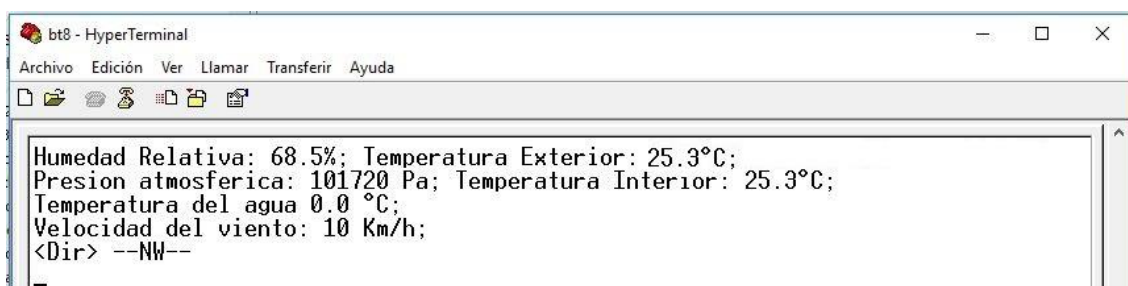 bt8 - HyperTerminal
Archivo Edición Ver Llamar Transferir Ayuda
Humedad Relativa: 68.5%; Temperatura Exterior: 25.3°C;
Presion atmosferica: 101720 Pa; Temperatura Interior: 25.3°C;
Temperatura del agua 0.0 °C;
Velocidad del viento: 10 Km/h;
<Dir> --NW--